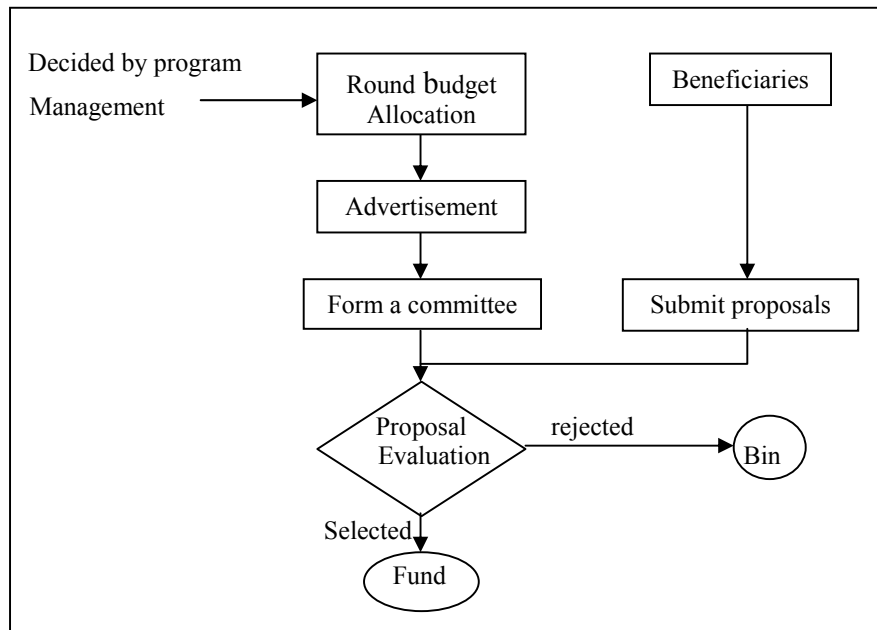 Decided by program
Management
Round budget
Allocation
Beneficiaries
Advertisement
Form a committee
Submit proposals
Proposal
Evaluation
rejected
Bin
Selected
Fund